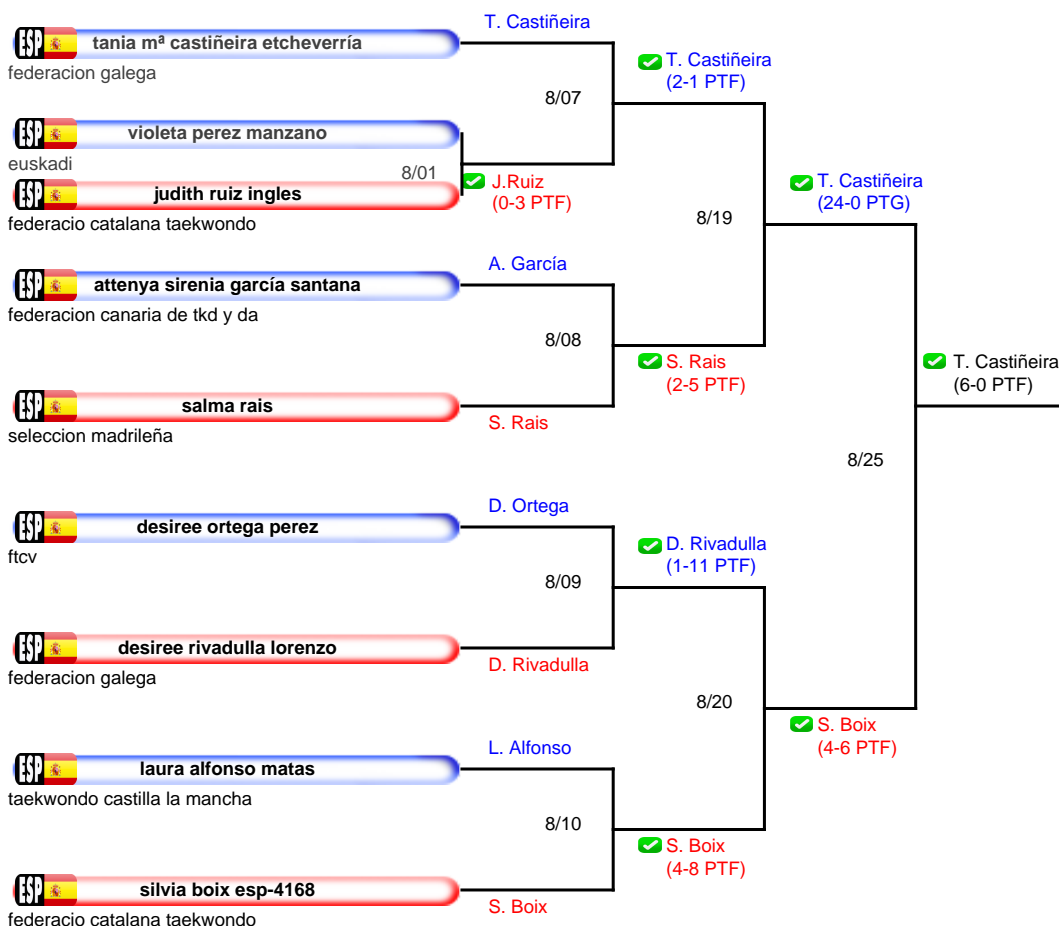 T. Castiñeira
ESP tania mª castiñeira etcheverría
federacion galega
T. Castiñeira
(2-1 PTF)
8/07
ESP violeta perez manzano
euskadi
8/01
J.Ruiz
(0-3 PTF)
ESP judith ruiz ingles
federacio catalana taekwondo
T. Castiñeira
(24-0 PTG)
8/19
A. García
ESP attenya sirenia garcía santana
federacion canaria de tkd y da
8/08
S. Rais
(2-5 PTF)
T. Castiñeira
(6-0 PTF)
ESP salma rais
seleccion madrileña
S. Rais
8/25
D. Ortega
ESP desiree ortega perez
ftcv
D. Rivadulla
(1-11 PTF)
8/09
ESP desiree rivadulla lorenzo
federacion galega
D. Rivadulla
8/20
S. Boix
(4-6 PTF)
L. Alfonso
ESP laura alfonso matas
taekwondo castilla la mancha
8/10
S. Boix
(4-8 PTF)
ESP silvia boix esp-4168
federacio catalana taekwondo
S. Boix